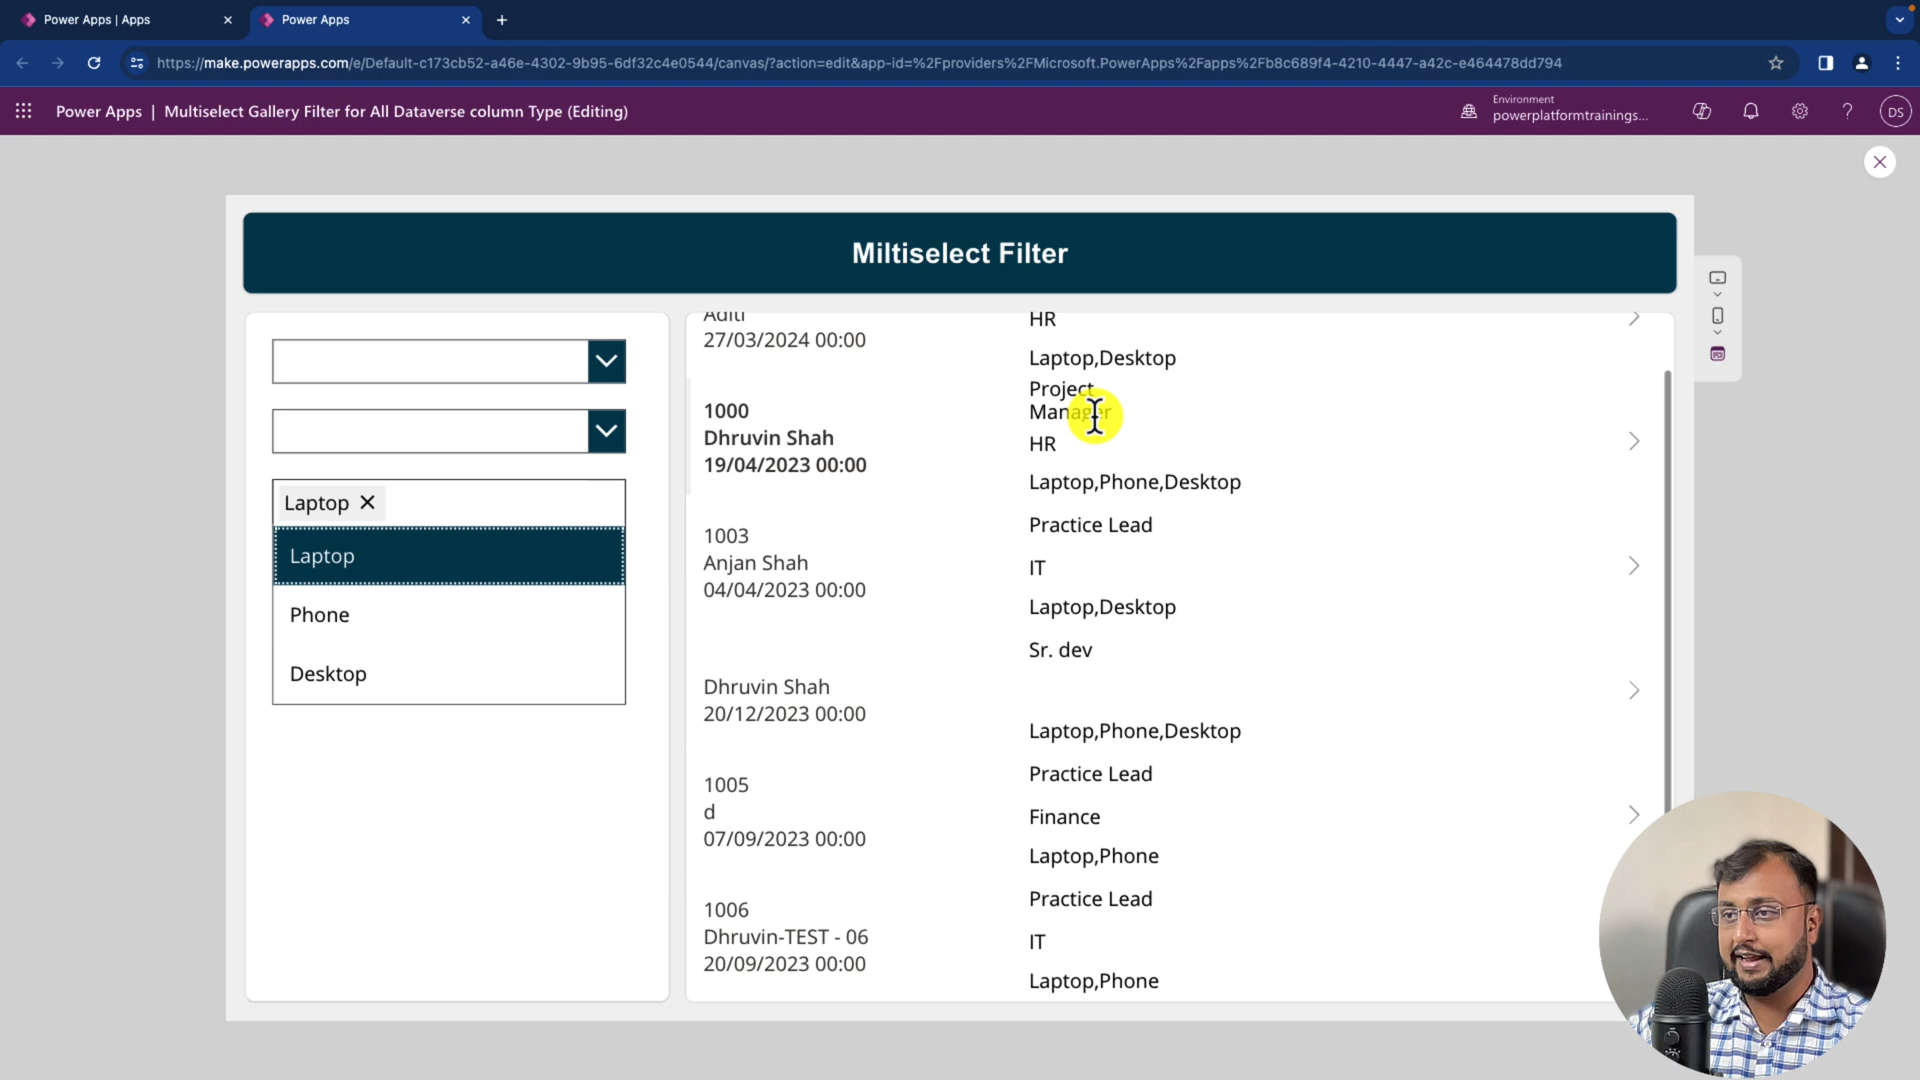 Power Apps | Apps
Power Apps
https://make.powerapps.com/e/Default-c173cb52-a46e-4302-9b95-6df32c4e0544/canvas/?action=edit&app-id=%2Fproviders%2FMicrosoft.PowerApps%2Fapps%2Fb8c689f4-4210-4447-a42c-e464478dd794
Power Apps | Multiselect Gallery Filter for All Dataverse column Type (Editing)
Environment
powerplatformtrainings...
DS
Miltiselect Filter
Laptop
Laptop
Phone
Desktop
Aditi
27/03/2024 00:00
HR
Laptop,Desktop
Project
Manager
1000
Dhruvin Shah
19/04/2023 00:00
HR
Laptop,Phone,Desktop
Practice Lead
1003
Anjan Shah
04/04/2023 00:00
IT
Laptop,Desktop
Sr. dev
Dhruvin Shah
20/12/2023 00:00
Laptop,Phone,Desktop
Practice Lead
1005
d
07/09/2023 00:00
Finance
Laptop,Phone
Practice Lead
1006
Dhruvin-TEST - 06
20/09/2023 00:00
IT
Laptop,Phone